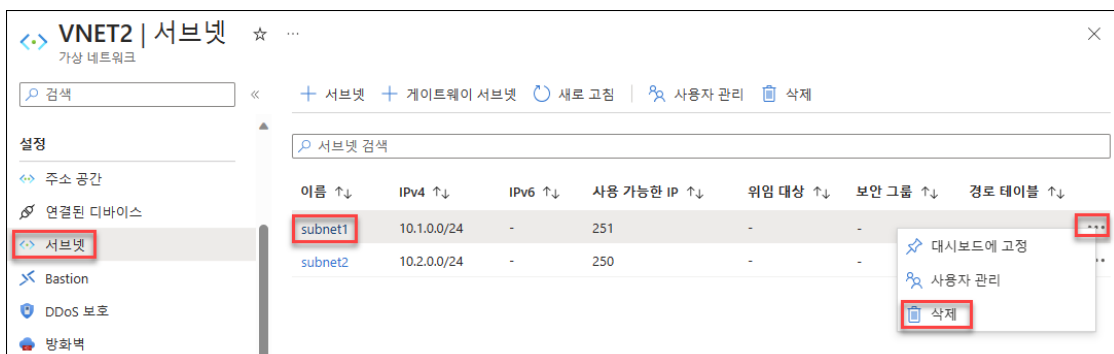 VNET2 | 서브넷
가상 네트워크
검색
서브넷 게이트웨이 서브넷 새로 고침 사용자 관리 삭제
서브넷 검색
설정
주소 공간
연결된 디바이스
서브넷
Bastion
DDoS 보호
방화벽
이름 IPv4 IPv6 사용 가능한 IP 위임 대상 보안 그룹 경로 테이블
subnet1 10.1.0.0/24 - 251 - -
subnet2 10.2.0.0/24 - 250 - -
대시보드에 고정
사용자 관리
삭제